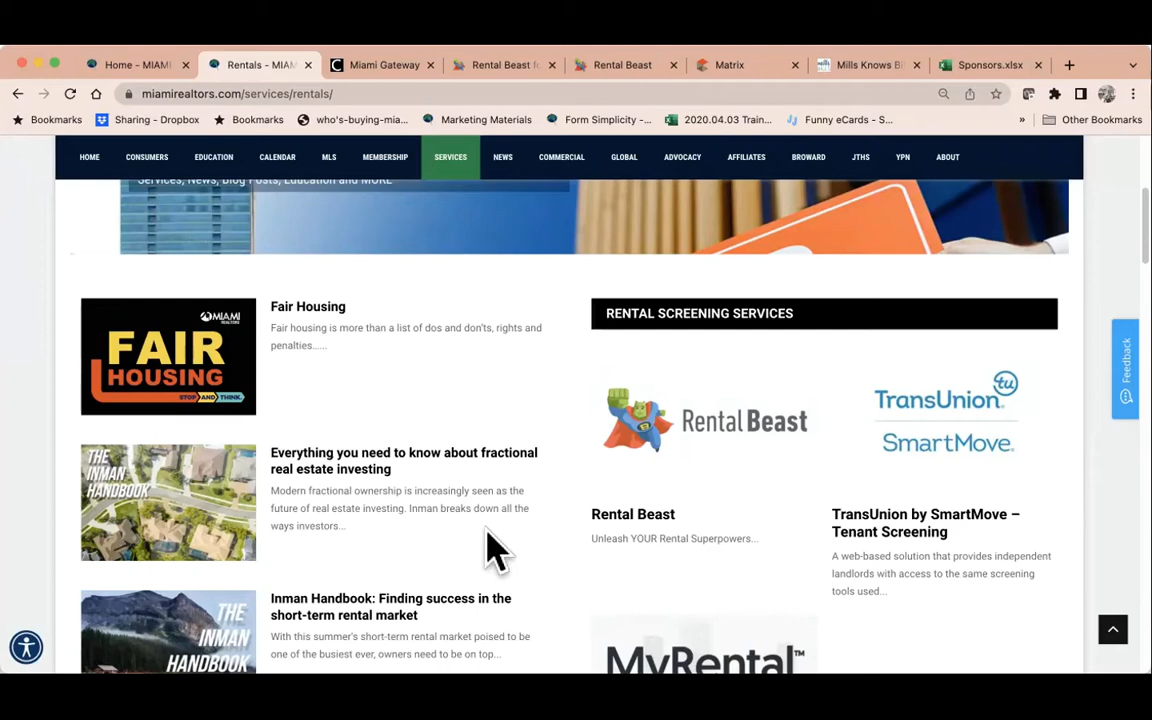 Home - MIAMI
Rentals - MIAM
Miami Gateway
Rental Beast fo
Rental Beast
Matrix
Mills Knows Bi
Sponsors.xlsx
miamirealtors.com/services/rentals/
Bookmarks
Sharing - Dropbox
Bookmarks
who's-buying-mia...
Marketing Materials
Form Simplicity -...
2020.04.03 Train...
Funny eCards - S...
»
Other Bookmarks
HOME
CONSUMERS
EDUCATION
CALENDAR
MLS
MEMBERSHIP
SERVICES
NEWS
COMMERCIAL
GLOBAL
ADVOCACY
AFFILIATES
BROWARD
JTHS
YPN
ABOUT
Services, News, Blog Posts, Education and MORE
MIAMI
REALTORS
FAIR
HOUSING
STOP AND THINK.
Fair Housing
Fair housing is more than a list of dos and don'ts, rights and
penalties......
THE
INMAN
HANDBOOK
Everything you need to know about fractional
real estate investing
Modern fractional ownership is increasingly seen as the
future of real estate investing. Inman breaks down all the
ways investors...
THE
INMAN
HANDBOOK
Inman Handbook: Finding success in the
short-term rental market
With this summer's short-term rental market poised to be
one of the busiest ever, owners need to be on top...
RENTAL SCREENING SERVICES
Rental Beast
Rental Beast
Unleash YOUR Rental Superpowers...
tu
TransUnion
SmartMove.
TransUnion by SmartMove –
Tenant Screening
A web-based solution that provides independent
landlords with access to the same screening
tools used...
MyRental™
Feedback